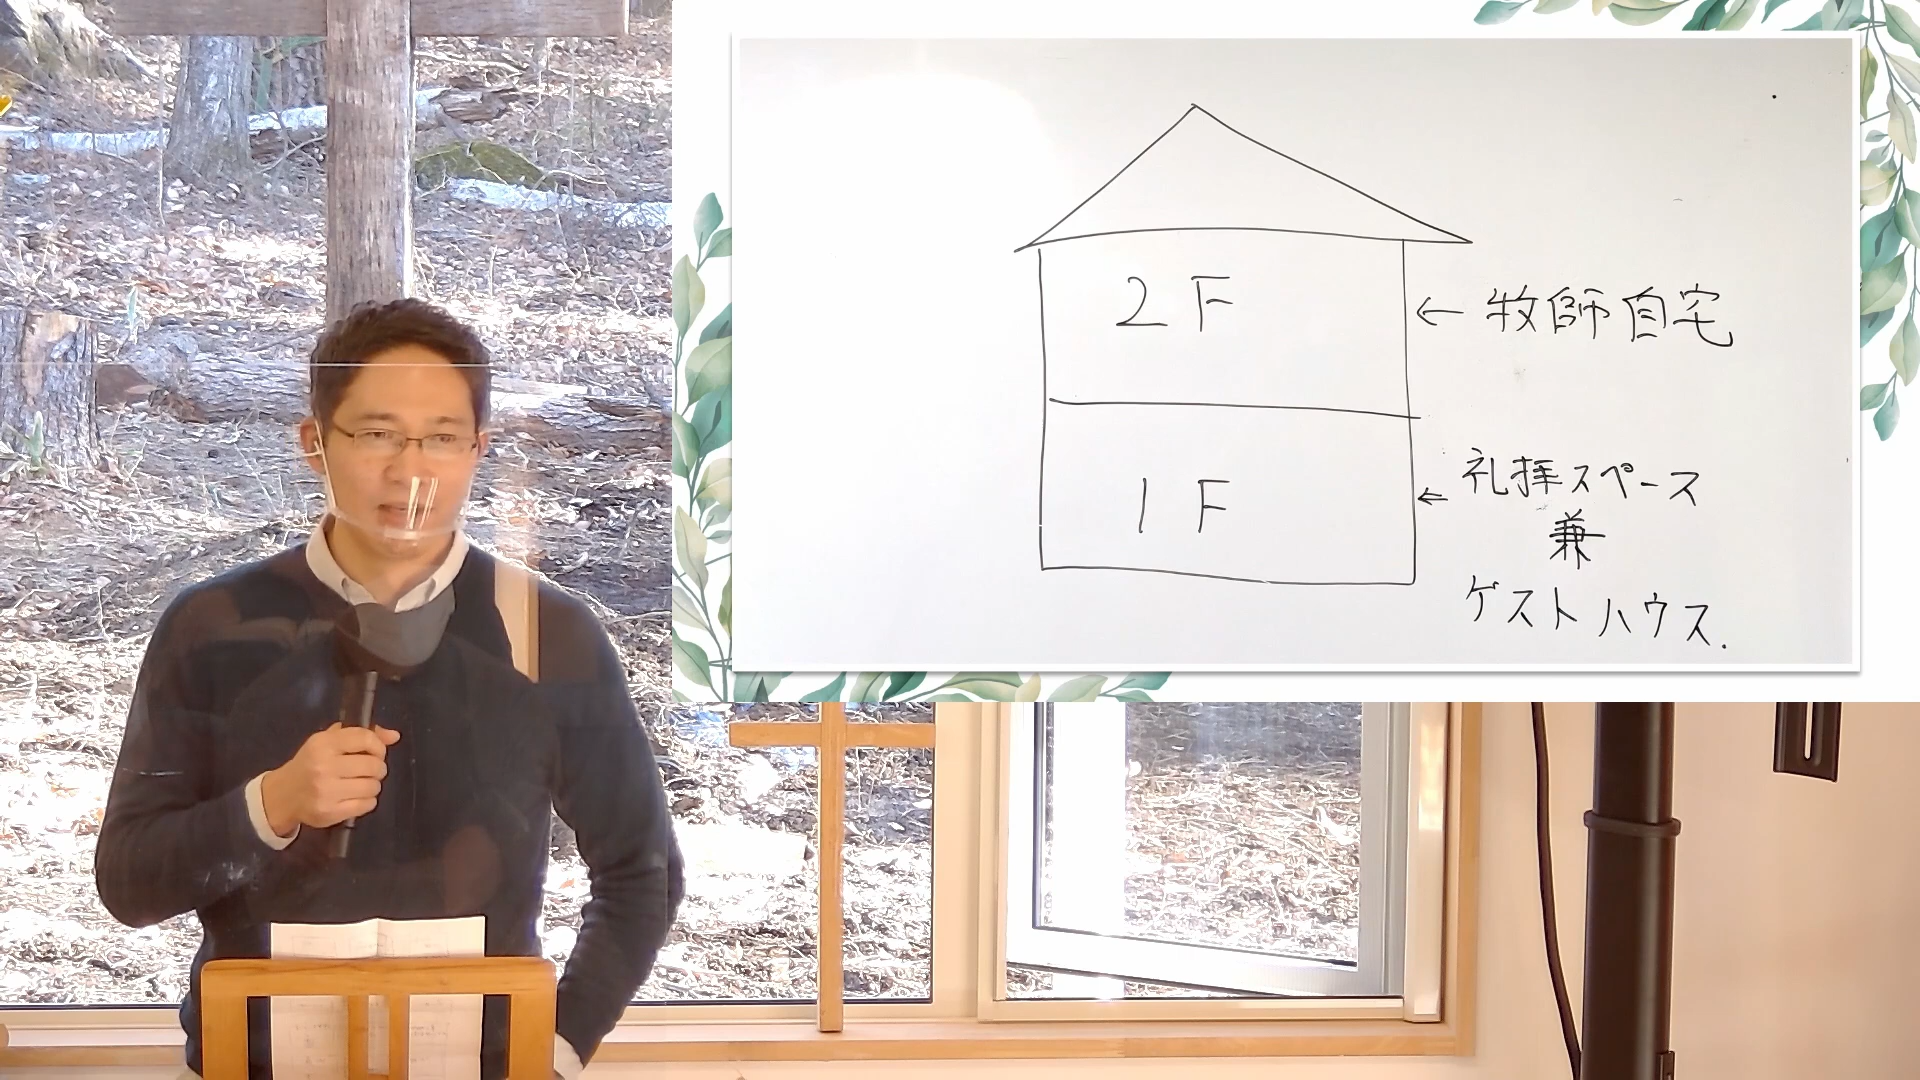 2F
← 牧師自宅
1F
← 礼拝スペース
兼
ゲストハウス.